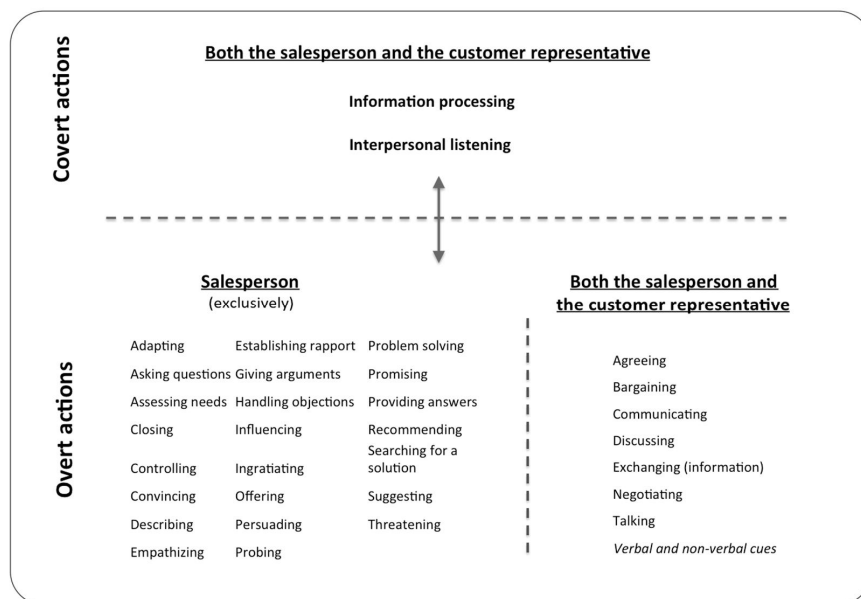 Covert actions
Both the salesperson and the customer representative
Information processing
Interpersonal listening
Overt actions
Salesperson
(exclusively)
Adapting Establishing rapport Problem solving
Asking questions Giving arguments Promising
Assessing needs Handling objections Providing answers
Closing Influencing Recommending
Searching for a
Controlling Ingratiating solution
Convincing Offering Suggesting
Describing Persuading Threatening
Empathizing Probing
Both the salesperson and
the customer representative
Agreeing
Bargaining
Communicating
Discussing
Exchanging (information)
Negotiating
Talking
Verbal and non-verbal cues